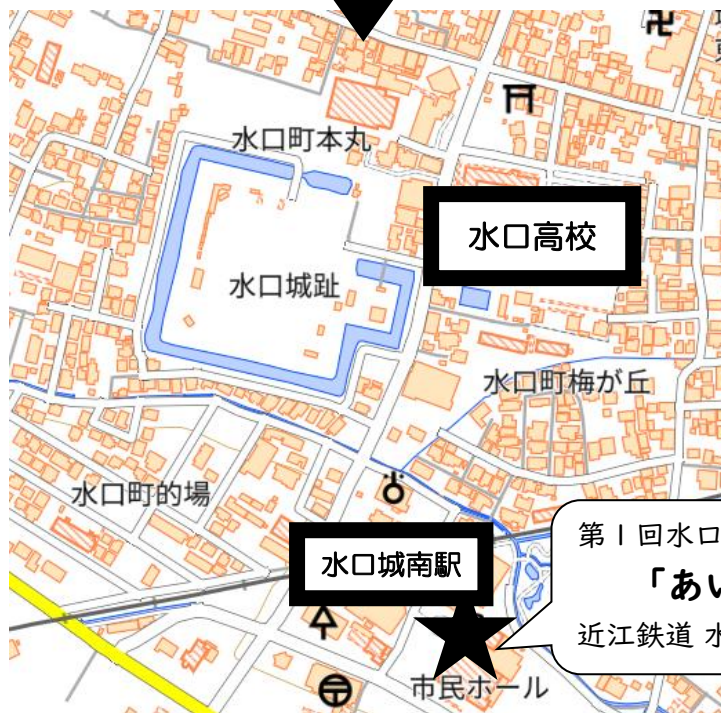 水口町本丸
水口高校
水口城趾
水口町梅が丘
水口町的場
第1回水口
水口城南駅
「あい
近江鉄道 水
市民ホール